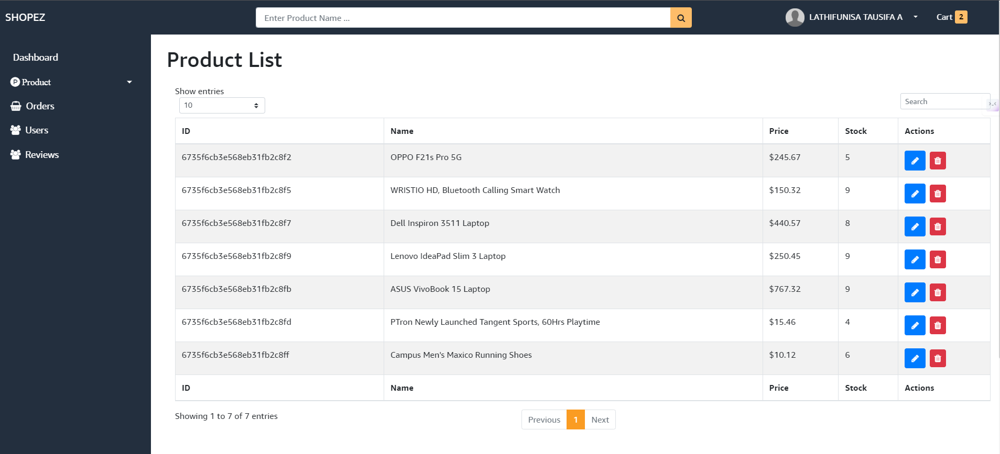 SHOPEZ
Enter Product Name ...
LATHIFUNISA TAUSIFA A
Cart 2
Dashboard
Product
Orders
Users
Reviews
Product List
Show entries
10
Search
ID Name Price Stock Actions
6735f6cb3e568eb31fb2c8f2 OPPO F21s Pro 5G $245.67 5
6735f6cb3e568eb31fb2c8f5 WRISTIO HD, Bluetooth Calling Smart Watch $150.32 9
6735f6cb3e568eb31fb2c8f7 Dell Inspiron 3511 Laptop $440.57 8
6735f6cb3e568eb31fb2c8f9 Lenovo IdeaPad Slim 3 Laptop $250.45 9
6735f6cb3e568eb31fb2c8fb ASUS VivoBook 15 Laptop $767.32 9
6735f6cb3e568eb31fb2c8fd PTron Newly Launched Tangent Sports, 60Hrs Playtime $15.46 4
6735f6cb3e568eb31fb2c8ff Campus Men's Maxico Running Shoes $10.12 6
ID Name Price Stock Actions
Showing 1 to 7 of 7 entries
Previous 1 Next